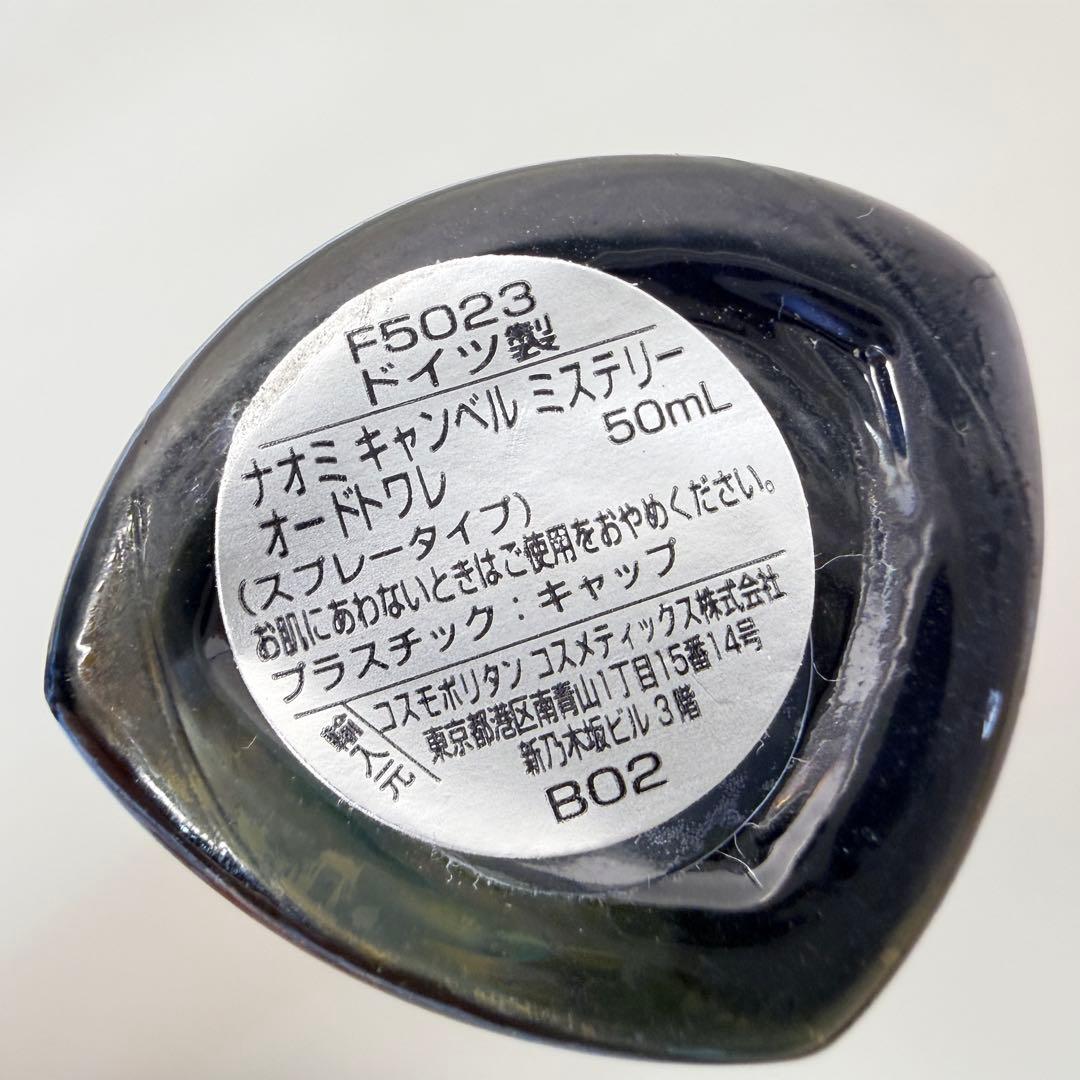 F5023
ドイツ製
ナオミ キャンベル ミステリー
オードトワレ 50mL
(スプレータイプ)
お肌にあわないときはご使用をおやめください。
プラスチック:キャップ
輸入元
コスモポリタン コスメティックス株式会社
東京都港区南青山1丁目15番14号
新乃木坂ビル 3階
B02